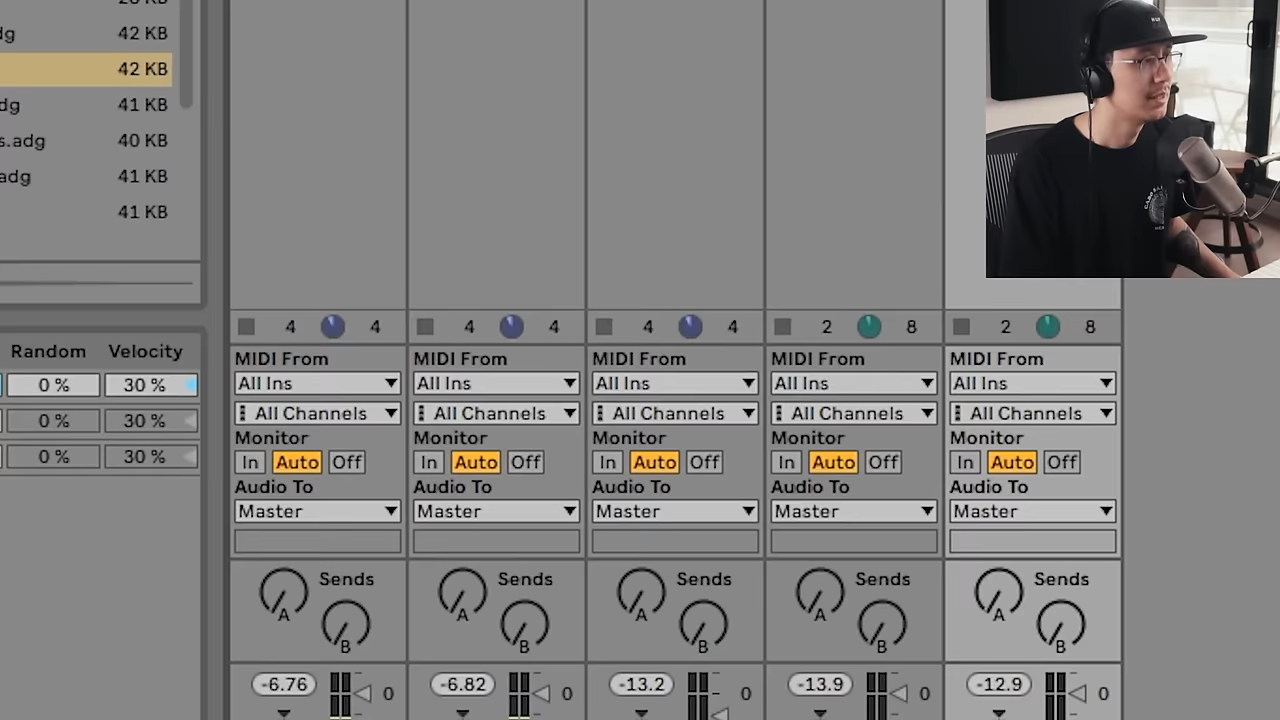 42 KB
dg
42 KB
42 KB
dg 41 KB
s.adg 40 KB
adg 41 KB
41 KB
4 4 4 4 4 4 2 8 2 8
Random Velocity
MIDI From MIDI From MIDI From MIDI From MIDI From
0 % 30 % All Ins All Ins All Ins All Ins All Ins
0 % 30 % All Channels All Channels All Channels All Channels All Channels
Monitor Monitor Monitor Monitor Monitor
0 % 30 % In Auto Off In Auto Off In Auto Off In Auto Off In Auto Off
Audio To Audio To Audio To Audio To Audio To
Master Master Master Master Master
Sends Sends Sends Sends Sends
A A A A A
B B B B B
-6.76 0 -6.82 0 -13.2 0 -13.9 0 -12.9 0